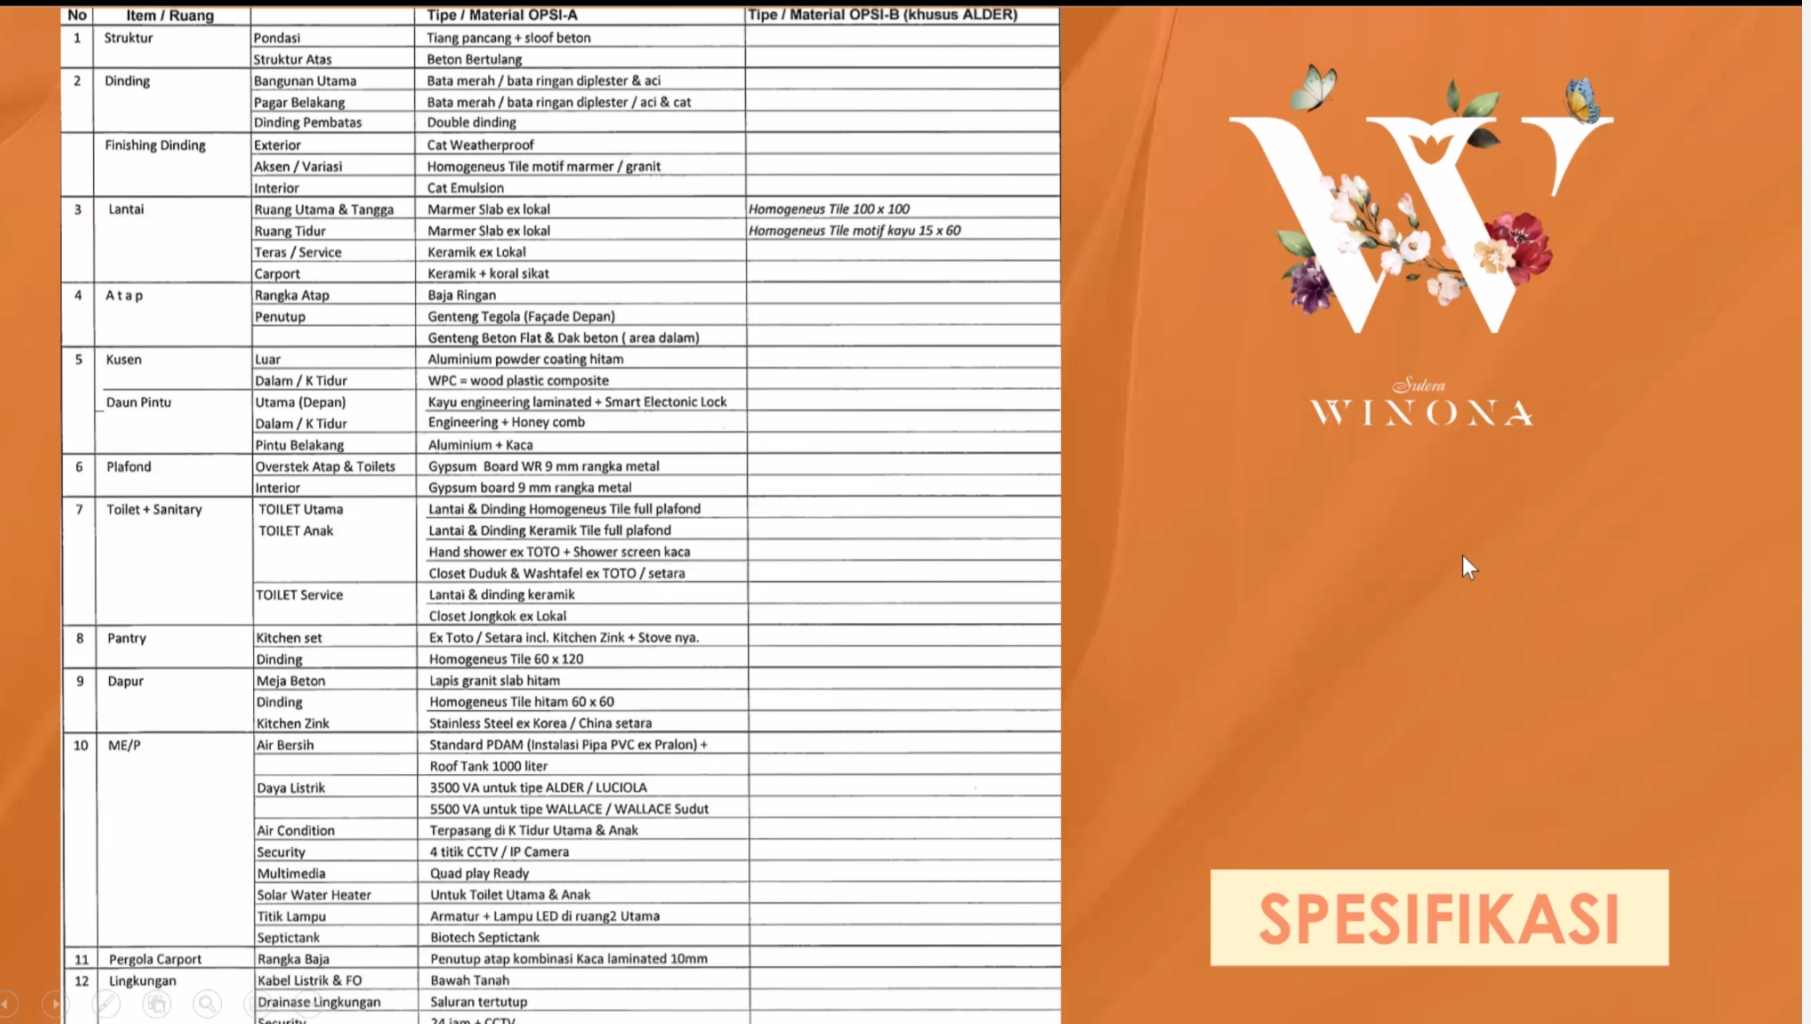 No Item / Ruang Tipe / Material OPSI-A Tipe / Material OPSI-B (khusus ALDER)
1 Struktur Pondasi Tiang pancang + sloof beton
Struktur Atas Beton Bertulang
2 Dinding Bangunan Utama Bata merah / bata ringan diplester & aci
Pagar Belakang Bata merah / bata ringan diplester / aci & cat
Dinding Pembatas Double dinding
Finishing Dinding Exterior Cat Weatherproof
Aksen / Variasi Homogeneus Tile motif marmer / granit
Interior Cat Emulsion
3 Lantai Ruang Utama & Tangga Marmer Slab ex lokal Homogeneus Tile 100 x 100
Ruang Tidur Marmer Slab ex lokal Homogeneus Tile motif kayu 15 x 60
Teras / Service Keramik ex Lokal
Carport Keramik + koral sikat
4 A t a p Rangka Atap Baja Ringan
Penutup Genteng Tegola (Façade Depan)
Genteng Beton Flat & Dak beton ( area dalam)
5 Kusen Luar Aluminium powder coating hitam
Dalam / K Tidur WPC = wood plastic composite
Daun Pintu Utama (Depan) Kayu engineering laminated + Smart Electonic Lock
Dalam / K Tidur Engineering + Honey comb
Pintu Belakang Aluminium + Kaca
6 Plafond Overstek Atap & Toilets Gypsum Board WR 9 mm rangka metal
Interior Gypsum board 9 mm rangka metal
7 Toilet + Sanitary TOILET Utama Lantai & Dinding Homogeneus Tile full plafond
TOILET Anak Lantai & Dinding Keramik Tile full plafond
Hand shower ex TOTO + Shower screen kaca
Closet Duduk & Washtafel ex TOTO / setara
TOILET Service Lantai & dinding keramik
Closet Jongkok ex Lokal
8 Pantry Kitchen set Ex Toto / Setara incl. Kitchen Zink + Stove nya.
Dinding Homogeneus Tile 60 x 120
9 Dapur Meja Beton Lapis granit slab hitam
Dinding Homogeneus Tile hitam 60 x 60
Kitchen Zink Stainless Steel ex Korea / China setara
10 ME/P Air Bersih Standard PDAM (Instalasi Pipa PVC ex Pralon) +
Roof Tank 1000 liter
Daya Listrik 3500 VA untuk tipe ALDER / LUCIOLA
5500 VA untuk tipe WALLACE / WALLACE Sudut
Air Condition Terpasang di K Tidur Utama & Anak
Security 4 titik CCTV / IP Camera
Multimedia Quad play Ready
Solar Water Heater Untuk Toilet Utama & Anak
Titik Lampu Armatur + Lampu LED di ruang2 Utama
Septictank Biotech Septictank
11 Pergola Carport Rangka Baja Penutup atap kombinasi Kaca laminated 10mm
12 Lingkungan Kabel Listrik & FO Bawah Tanah
Drainase Lingkungan Saluran tertutup
Security 24 jam + CCTV
W
Sutera
WINONA
SPESIFIKASI